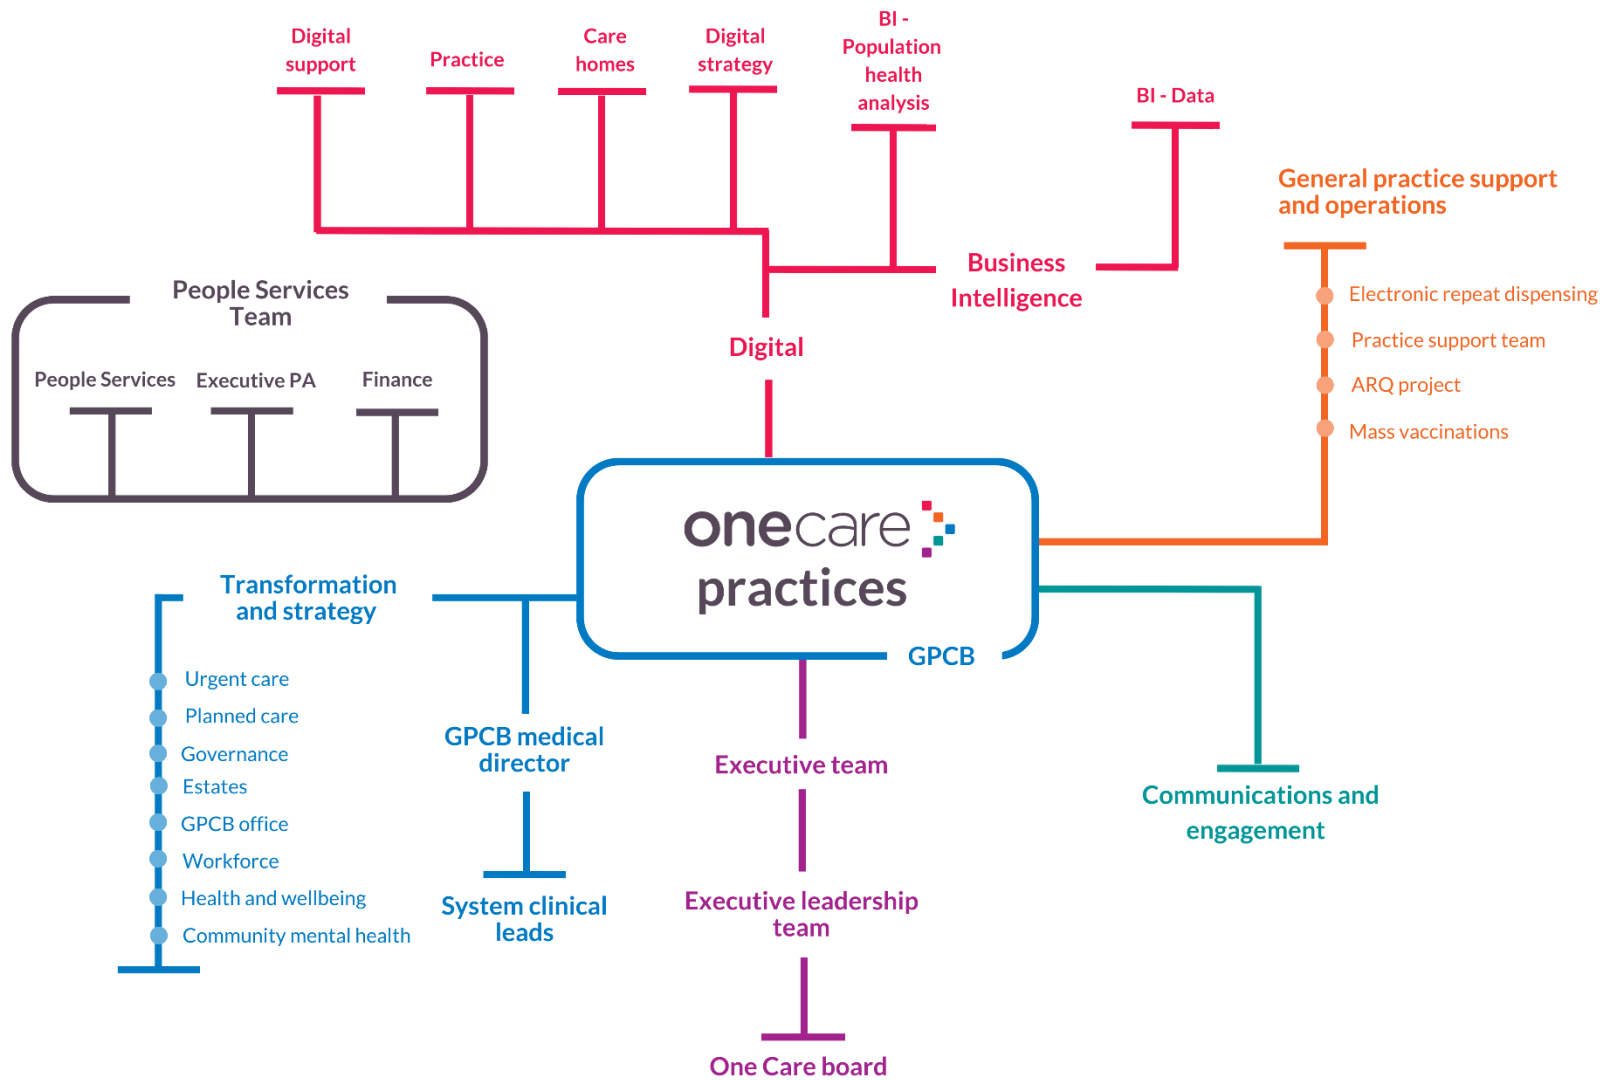 Digital
support
Practice
Care
homes
Digital
strategy
BI -
Population
health
analysis
BI - Data
General practice support
and operations
Electronic repeat dispensing
Practice support team
ARQ project
Mass vaccinations
Business
Intelligence
Digital
People Services
Team
People Services
Executive PA
Finance
onecare
practices
GPCB
Transformation
and strategy
Urgent care
Planned care
Governance
Estates
GPCB office
Workforce
Health and wellbeing
Community mental health
GPCB medical
director
System clinical
leads
Executive team
Executive leadership
team
One Care board
Communications and
engagement